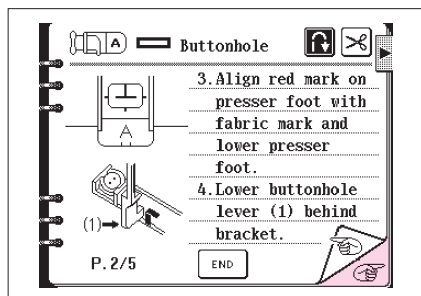 A Buttonhole
3. Align red mark on
presser foot with
fabric mark and
lower presser
foot.
4. Lower buttonhole
lever (1) behind
bracket.
A
(1)
P. 2/5
END